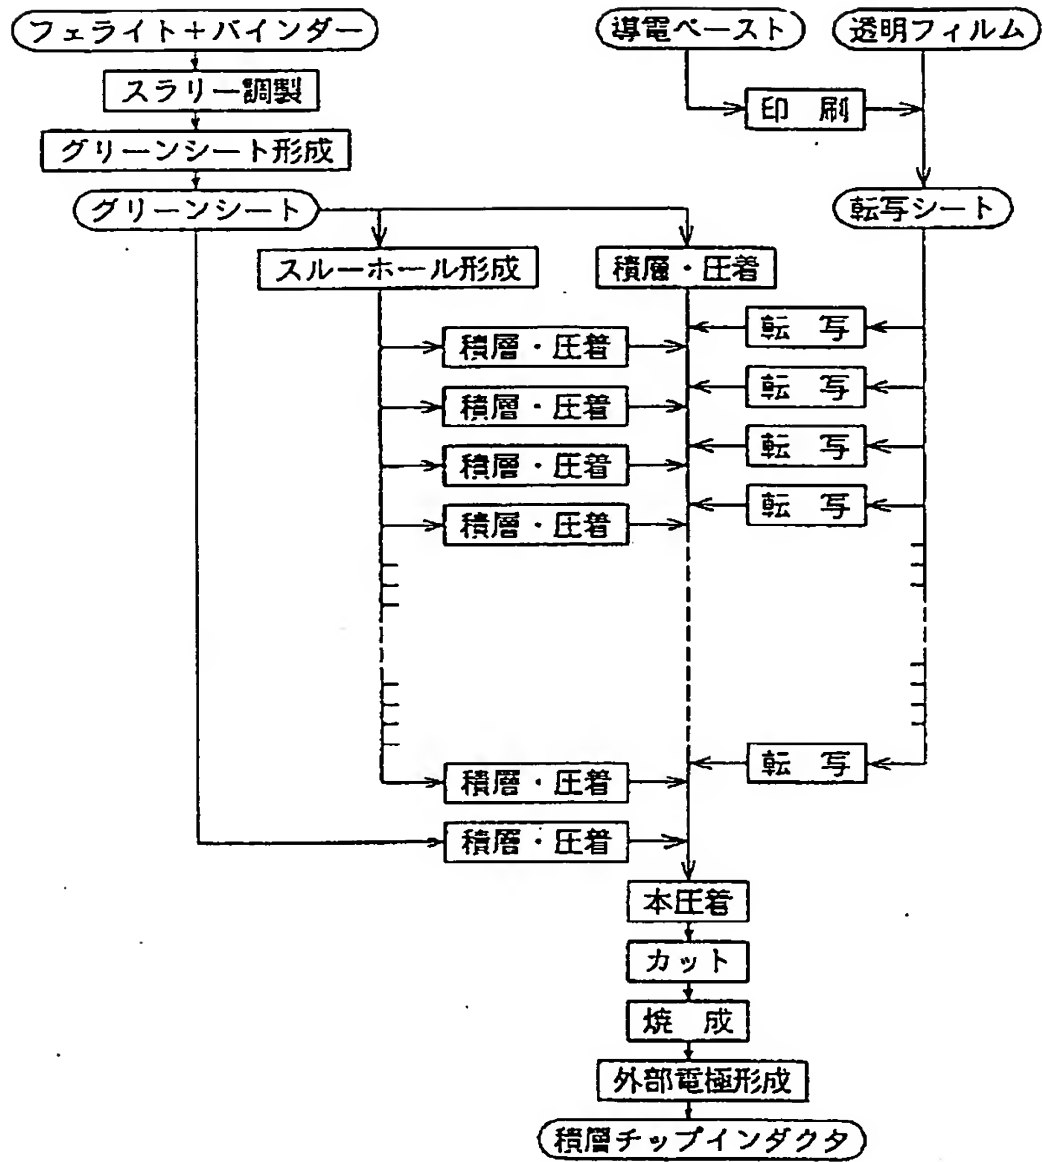 フェライト＋バインダー
導電ペースト
透明フィルム
スラリー調製
印 刷
グリーンシート形成
グリーンシート
転写シート
スルーホール形成
積層・圧着
転 写
積層・圧着
転 写
積層・圧着
転 写
積層・圧着
転 写
積層・圧着
転 写
積層・圧着
積層・圧着
本圧着
カット
焼 成
外部電極形成
積層チップインダクタ